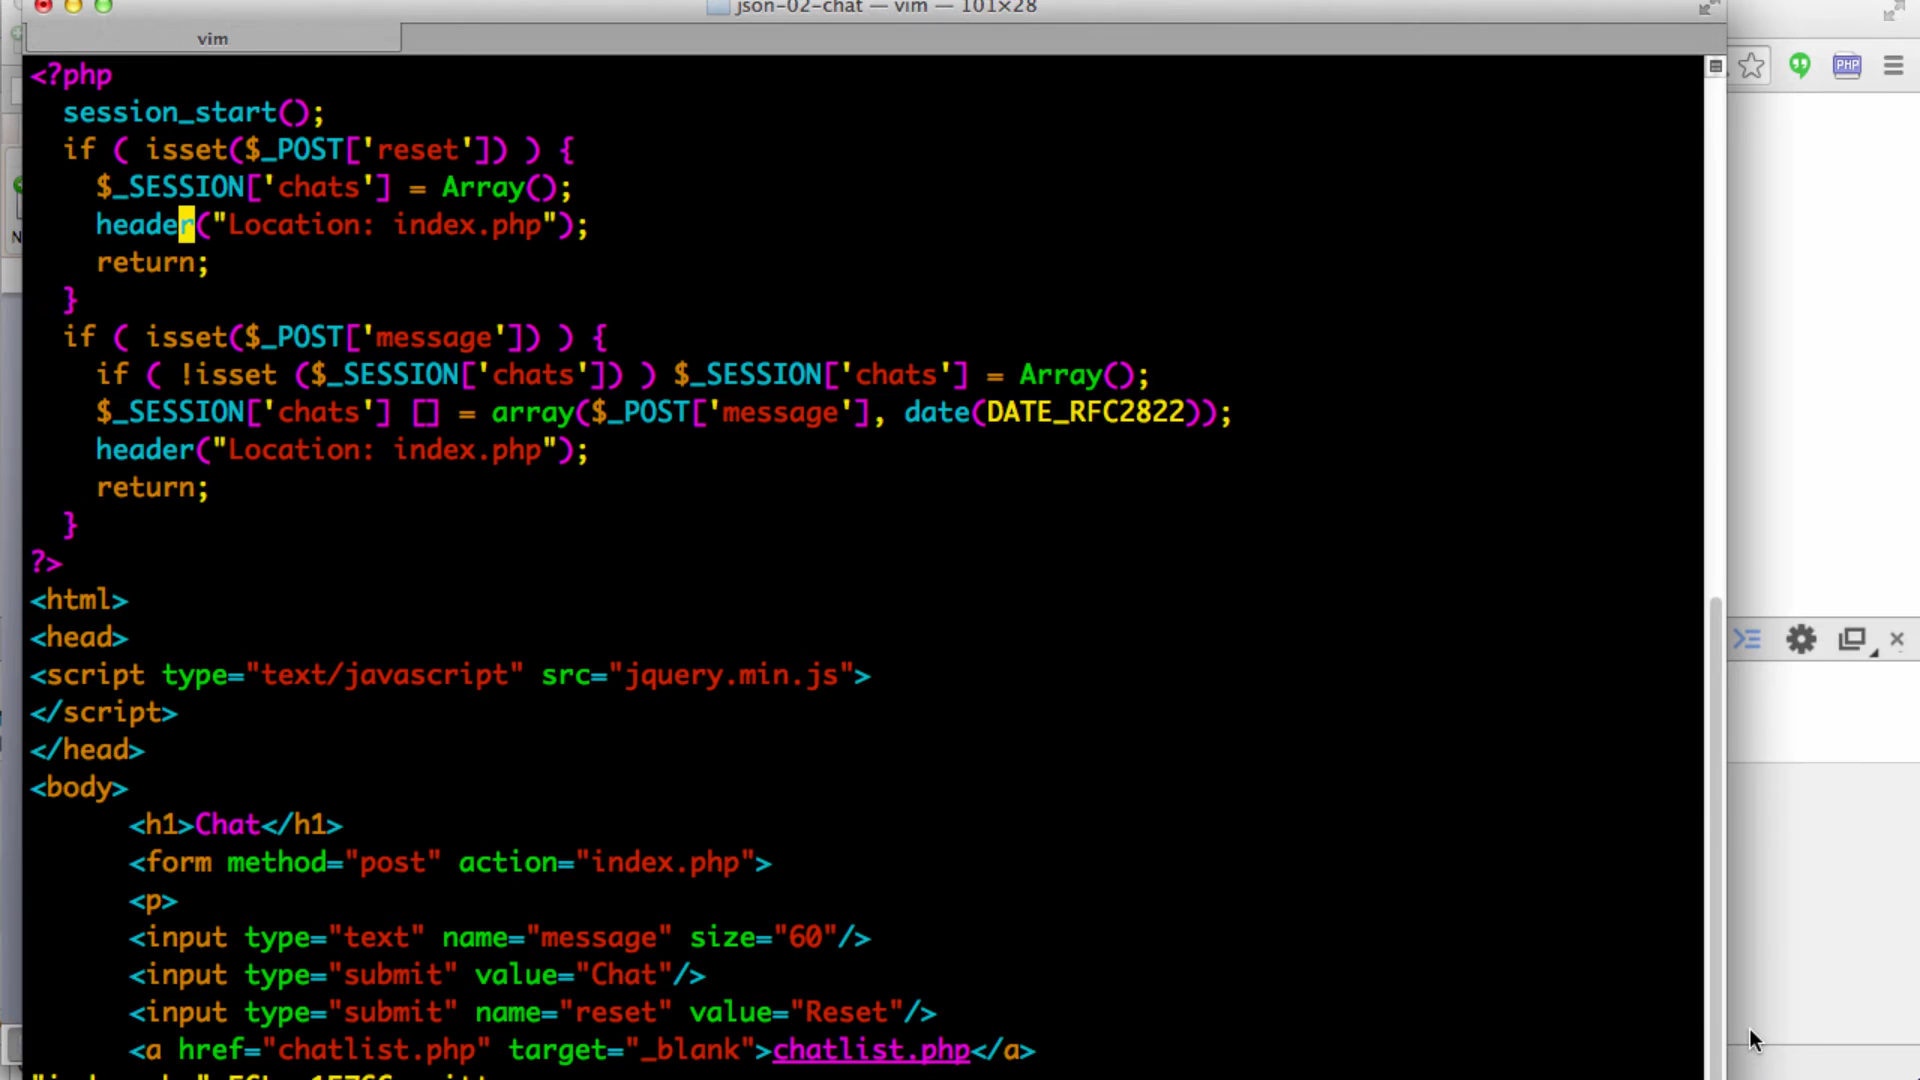 json-02-chat — vim — 101×28
vim
<?php
session_start();
if ( isset($_POST['reset']) ) {
$_SESSION['chats'] = Array();
header("Location: index.php");
return;
}
if ( isset($_POST['message']) ) {
if ( !isset ($_SESSION['chats']) ) $_SESSION['chats'] = Array();
$_SESSION['chats'] [] = array($_POST['message'], date(DATE_RFC2822));
header("Location: index.php");
return;
}
?>
<html>
<head>
<script type="text/javascript" src="jquery.min.js">
</script>
</head>
<body>
<h1>Chat</h1>
<form method="post" action="index.php">
<p>
<input type="text" name="message" size="60"/>
<input type="submit" value="Chat"/>
<input type="submit" name="reset" value="Reset"/>
<a href="chatlist.php" target="_blank">chatlist.php</a>
PHP